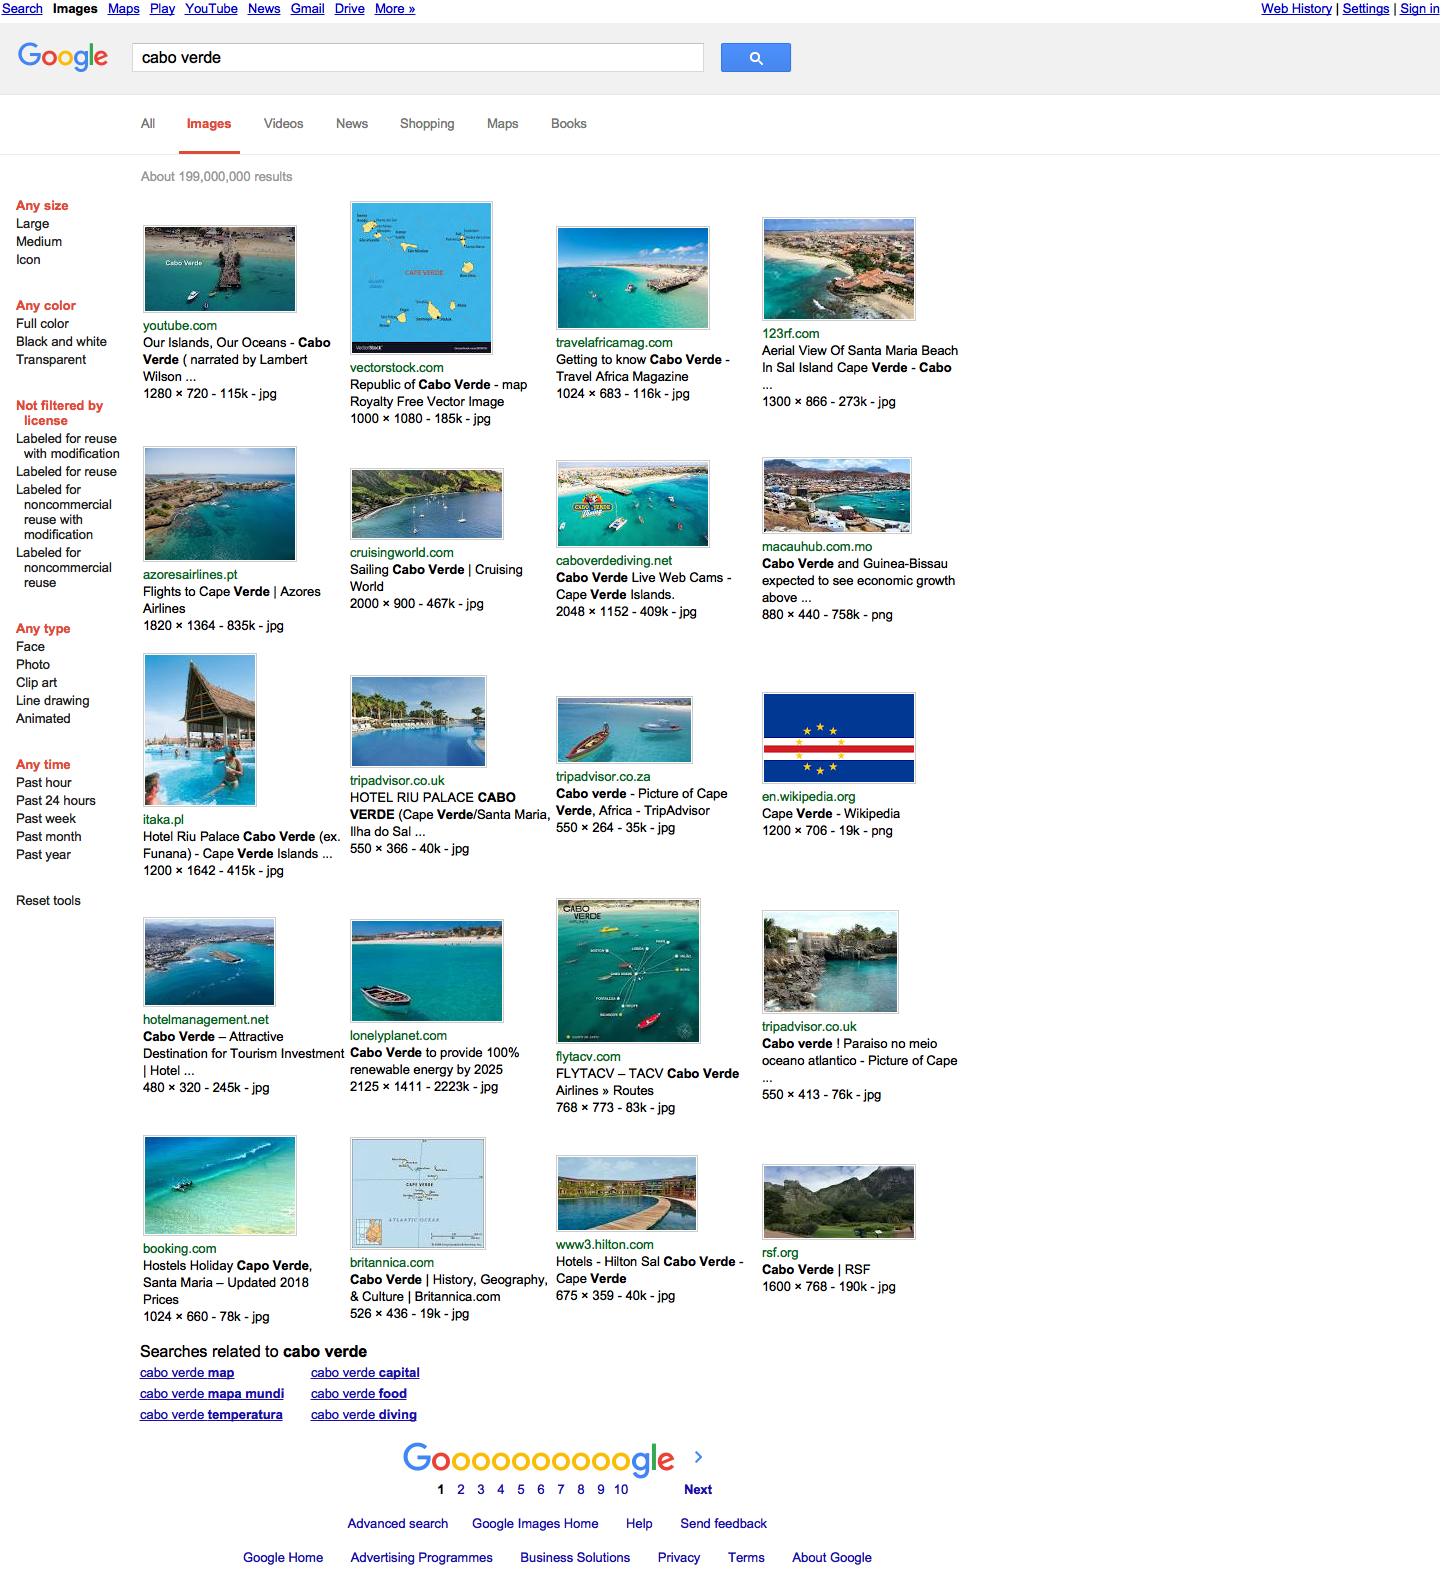 Search Images Maps Play YouTube News Gmail Drive More »
Web History | Settings | Sign in
Google
cabo verde
All Images Videos News Shopping Maps Books
About 199,000,000 results
Any size
Large
Medium
Icon
Any color
Full color
Black and white
Transparent
Not filtered by
license
Labeled for reuse
with modification
Labeled for reuse
Labeled for
noncommercial
reuse with
modification
Labeled for
noncommercial
reuse
Any type
Face
Photo
Clip art
Line drawing
Animated
Any time
Past hour
Past 24 hours
Past week
Past month
Past year
Reset tools
Cabo Verde
youtube.com
Our Islands, Our Oceans - Cabo
Verde ( narrated by Lambert
Wilson ...
1280 × 720 - 115k - jpg
CAPE VERDE
VectorStock
vectorstock.com
Republic of Cabo Verde - map
Royalty Free Vector Image
1000 × 1080 - 185k - jpg
travelafricamag.com
Getting to know Cabo Verde -
Travel Africa Magazine
1024 × 683 - 116k - jpg
123rf.com
Aerial View Of Santa Maria Beach
In Sal Island Cape Verde - Cabo
...
1300 × 866 - 273k - jpg
azoresairlines.pt
Flights to Cape Verde | Azores
Airlines
1820 × 1364 - 835k - jpg
cruisingworld.com
Sailing Cabo Verde | Cruising
World
2000 × 900 - 467k - jpg
CABO VERDE
Diving
caboverdediving.net
Cabo Verde Live Web Cams -
Cape Verde Islands.
2048 × 1152 - 409k - jpg
macauhub.com.mo
Cabo Verde and Guinea-Bissau
expected to see economic growth
above ...
880 × 440 - 758k - png
itaka.pl
Hotel Riu Palace Cabo Verde (ex.
Funana) - Cape Verde Islands ...
1200 × 1642 - 415k - jpg
tripadvisor.co.uk
HOTEL RIU PALACE CABO
VERDE (Cape Verde/Santa Maria,
Ilha do Sal ...
550 × 366 - 40k - jpg
tripadvisor.co.za
Cabo verde - Picture of Cape
Verde, Africa - TripAdvisor
550 × 264 - 35k - jpg
en.wikipedia.org
Cape Verde - Wikipedia
1200 × 706 - 19k - png
hotelmanagement.net
Cabo Verde – Attractive
Destination for Tourism Investment
| Hotel ...
480 × 320 - 245k - jpg
lonelyplanet.com
Cabo Verde to provide 100%
renewable energy by 2025
2125 × 1411 - 2223k - jpg
CABO
VERDE
AIRLINES
BOSTON
LISBOA
PARIS
MILÃO
ROMA
CABO VERDE
FORTALEZA
RECIFE
flytacv.com
FLYTACV – TACV Cabo Verde
Airlines » Routes
768 × 773 - 83k - jpg
tripadvisor.co.uk
Cabo verde ! Paraiso no meio
oceano atlantico - Picture of Cape
...
550 × 413 - 76k - jpg
booking.com
Hostels Holiday Capo Verde,
Santa Maria – Updated 2018
Prices
1024 × 660 - 78k - jpg
CAPE VERDE
ATLANTIC OCEAN
britannica.com
Cabo Verde | History, Geography,
& Culture | Britannica.com
526 × 436 - 19k - jpg
www3.hilton.com
Hotels - Hilton Sal Cabo Verde -
Cape Verde
675 × 359 - 40k - jpg
rsf.org
Cabo Verde | RSF
1600 × 768 - 190k - jpg
Searches related to cabo verde
cabo verde map cabo verde capital
cabo verde mapa mundi cabo verde food
cabo verde temperatura cabo verde diving
Goooooooooogle
1 2 3 4 5 6 7 8 9 10 Next
Advanced search Google Images Home Help Send feedback
Google Home Advertising Programmes Business Solutions Privacy Terms About Google